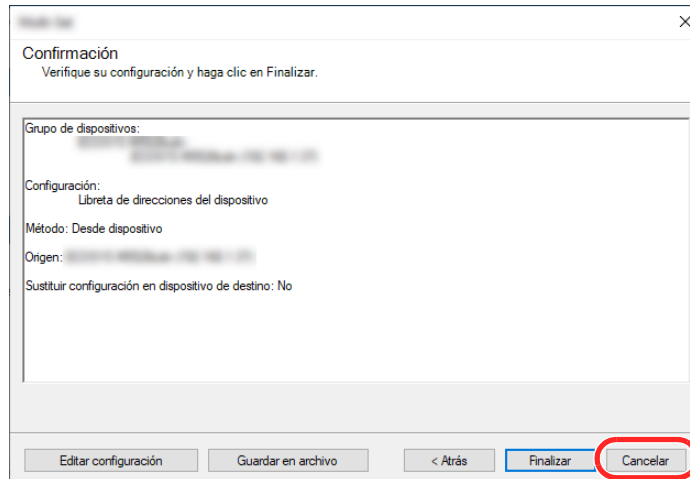 Confirmación
Verifique su configuración y haga clic en Finalizar.
Grupo de dispositivos:
Configuración:
Libreta de direcciones del dispositivo
Método: Desde dispositivo
Origen:
Sustituir configuración en dispositivo de destino: No
Editar configuración Guardar en archivo < Atrás Finalizar Cancelar